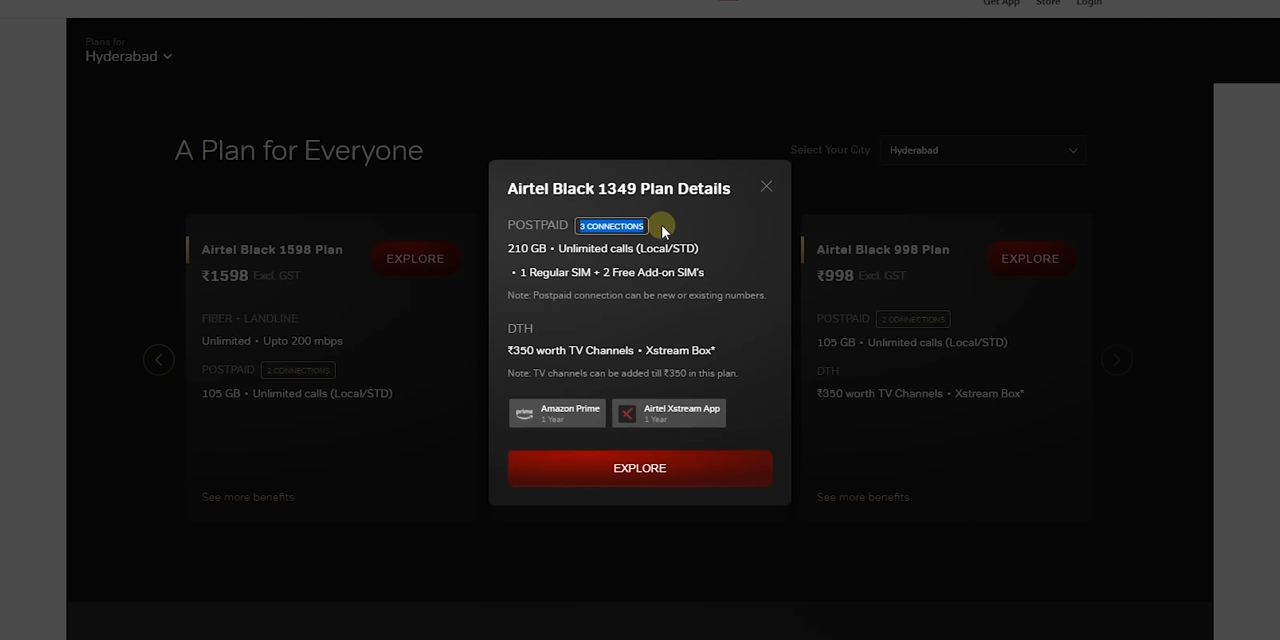 Get App Store Login
Plans for
Hyderabad
A Plan for Everyone
Select Your City
Hyderabad
Airtel Black 1598 Plan
₹1598 Excl. GST
EXPLORE
FIBER + LANDLINE
Unlimited • Upto 200 mbps
POSTPAID 2 CONNECTIONS
105 GB • Unlimited calls (Local/STD)
See more benefits
Airtel Black 1349 Plan Details
POSTPAID 3 CONNECTIONS
210 GB • Unlimited calls (Local/STD)
• 1 Regular SIM + 2 Free Add-on SIM's
Note: Postpaid connection can be new or existing numbers.
DTH
₹350 worth TV Channels • Xstream Box*
Note: TV channels can be added till ₹350 in this plan.
prime Amazon Prime
1 Year
Airtel Xstream App
1 Year
EXPLORE
Airtel Black 998 Plan
₹998 Excl. GST
EXPLORE
POSTPAID 2 CONNECTIONS
105 GB • Unlimited calls (Local/STD)
DTH
₹350 worth TV Channels • Xstream Box*
See more benefits